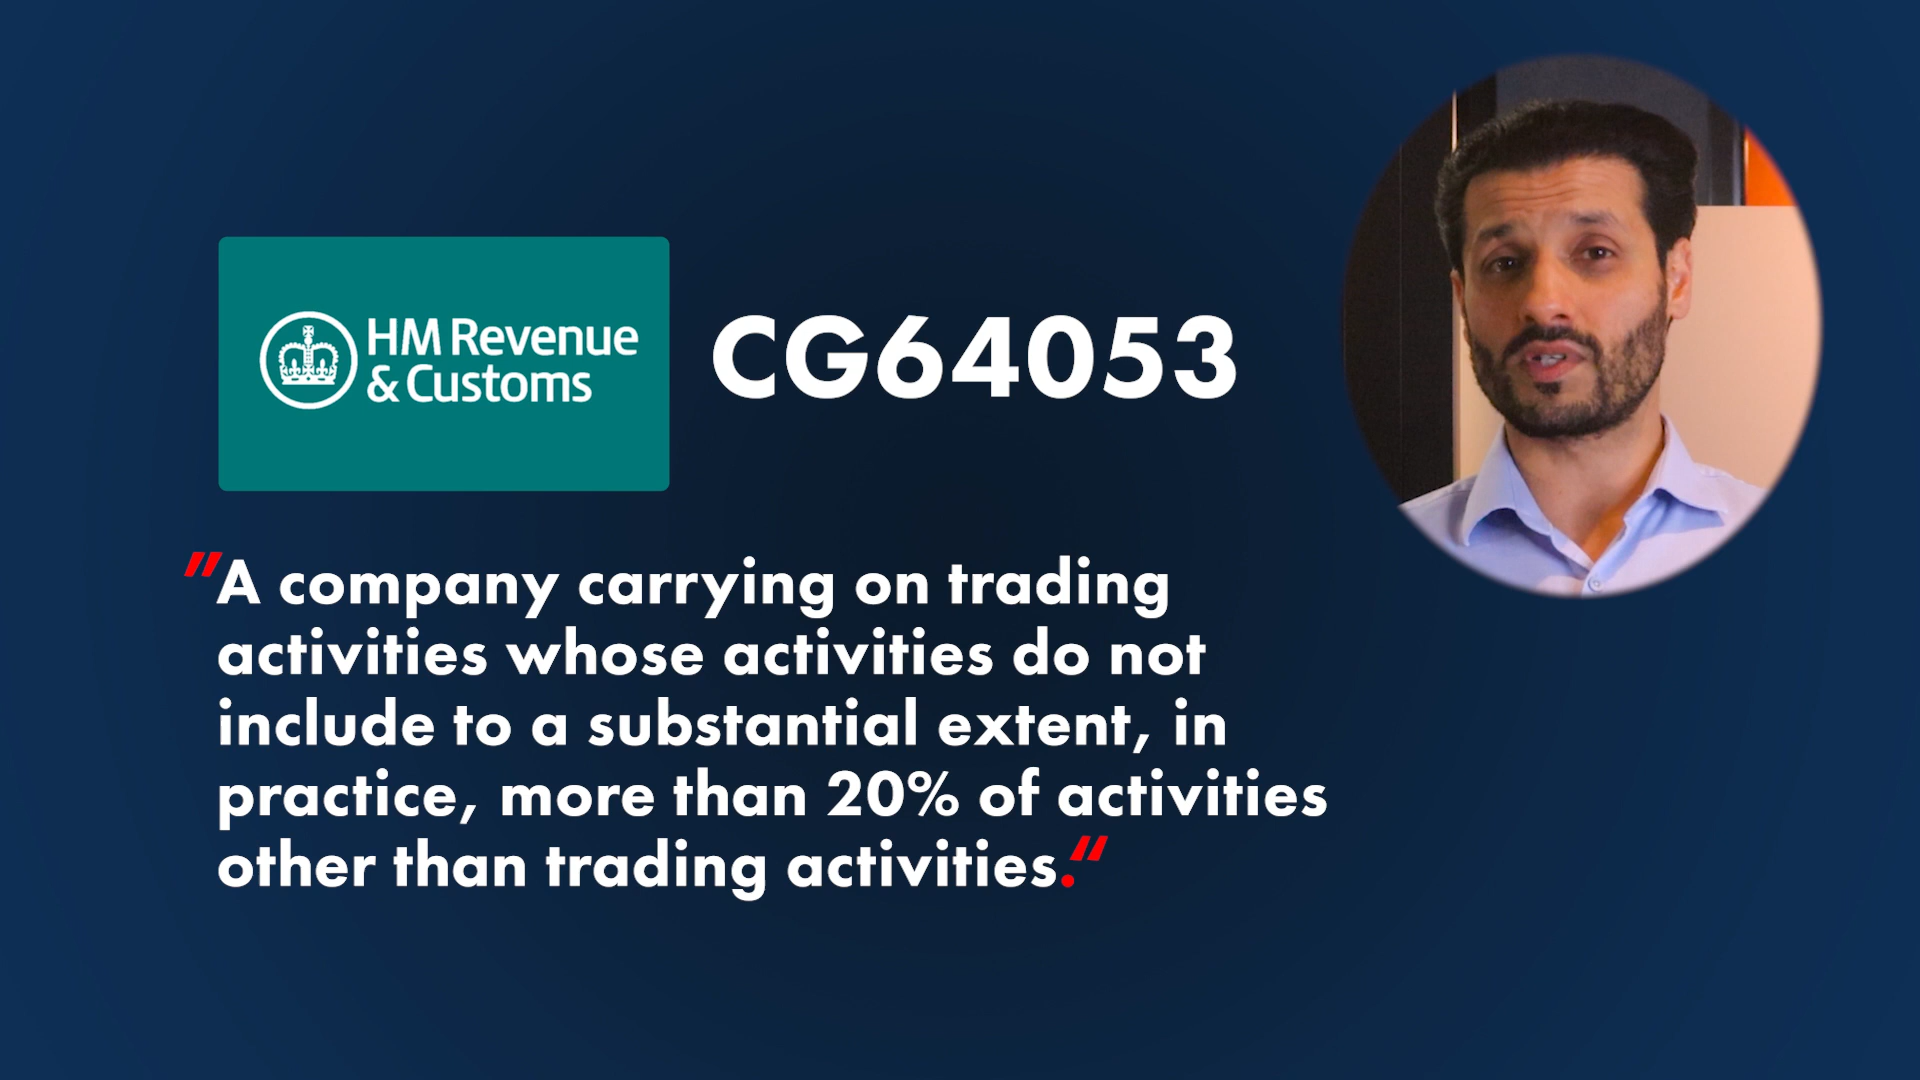 HM Revenue
& Customs
CG64053
"A company carrying on trading
activities whose activities do not
include to a substantial extent, in
practice, more than 20% of activities
other than trading activities."